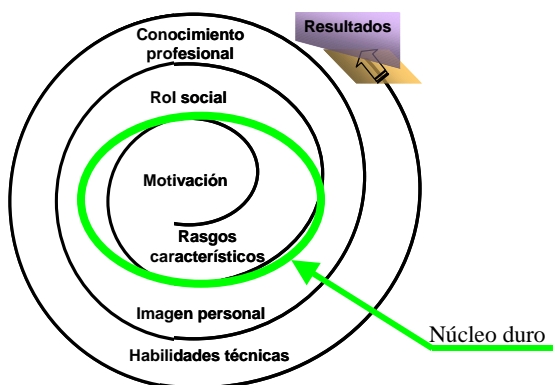 Resultados
Conocimiento
profesional
Rol social
Motivación
Rasgos
característicos
Imagen personal
Núcleo duro
Habilidades técnicas